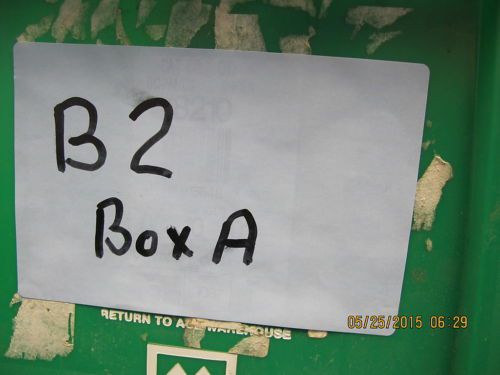 B2
Box A
RETURN TO WAREHOUSE
05/25/2015 06:29